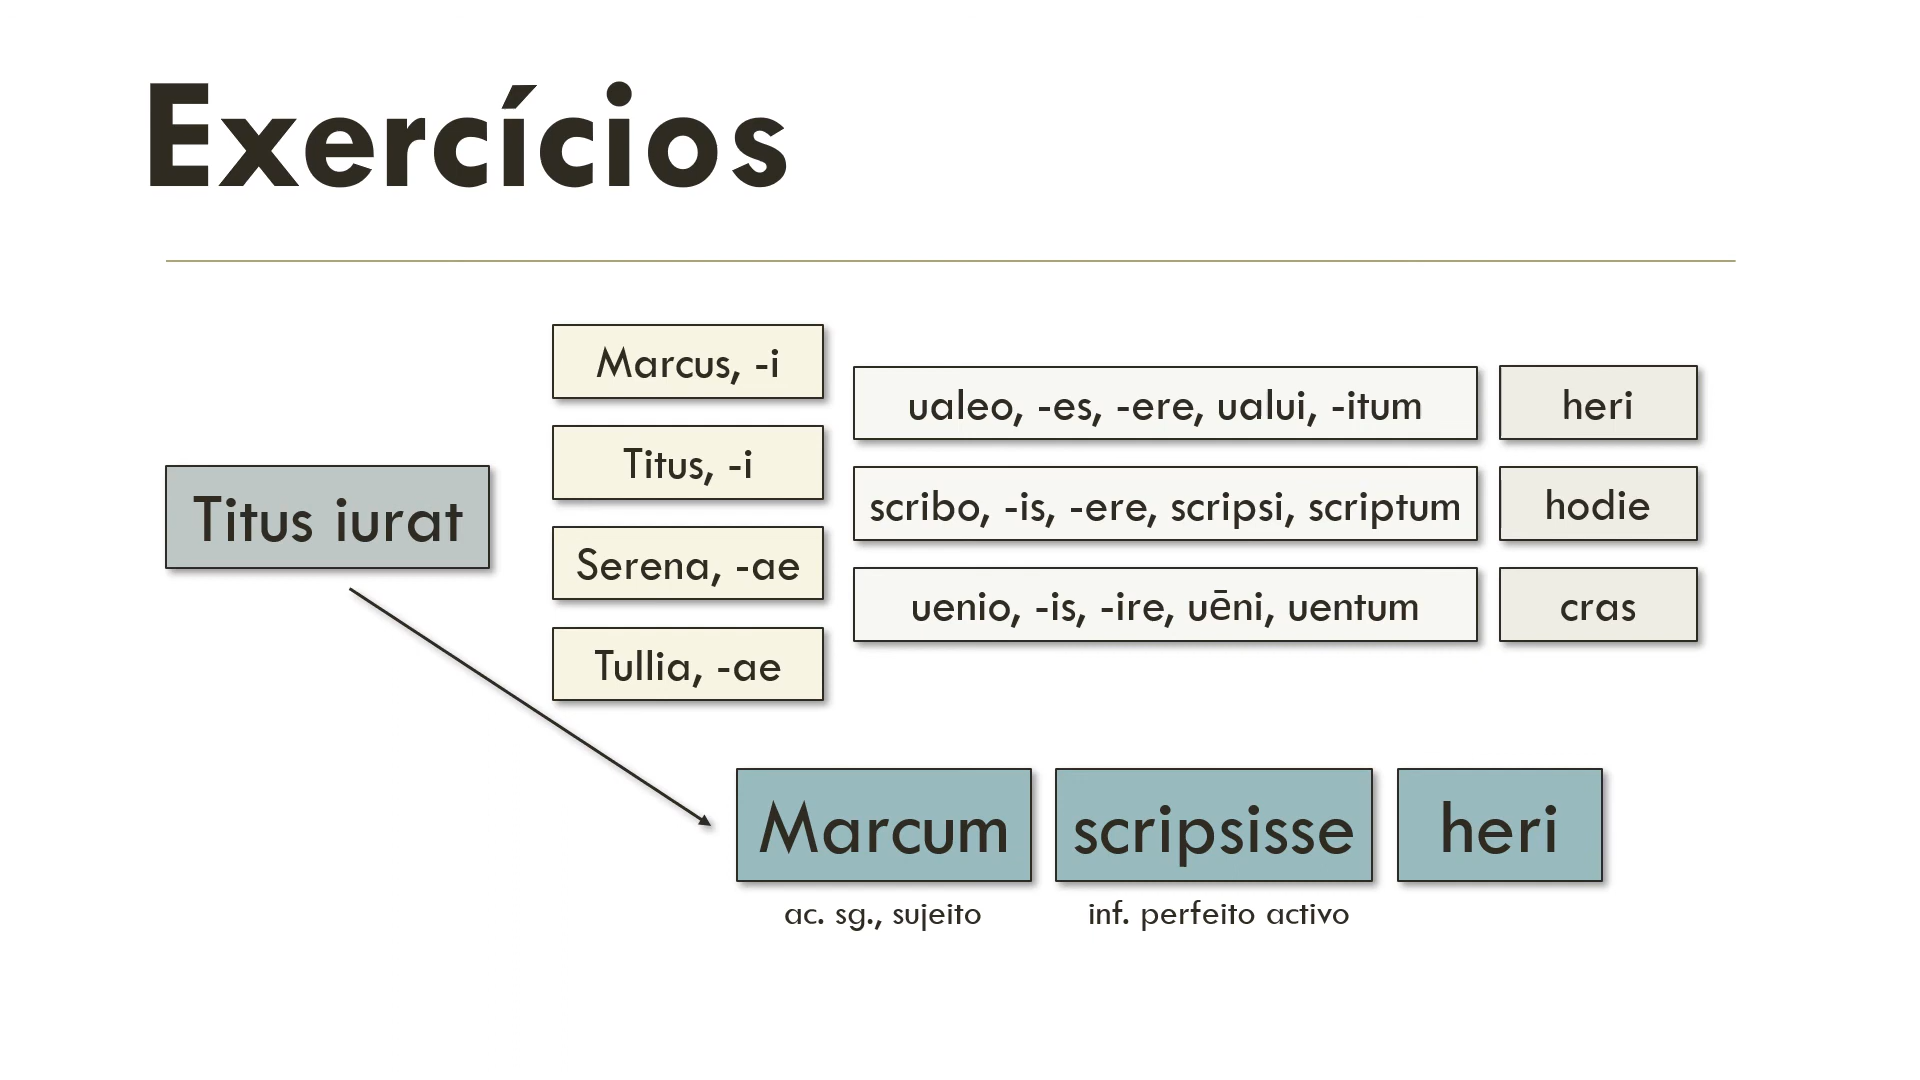 Exercícios
Titus iurat
Marcus, -i
Titus, -i
Serena, -ae
Tullia, -ae
ualeo, -es, -ere, ualui, -itum
scribo, -is, -ere, scripsi, scriptum
uenio, -is, -ire, uēni, uentum
heri
hodie
cras
Marcum scripsisse heri
ac. sg., sujeito
inf. perfeito activo